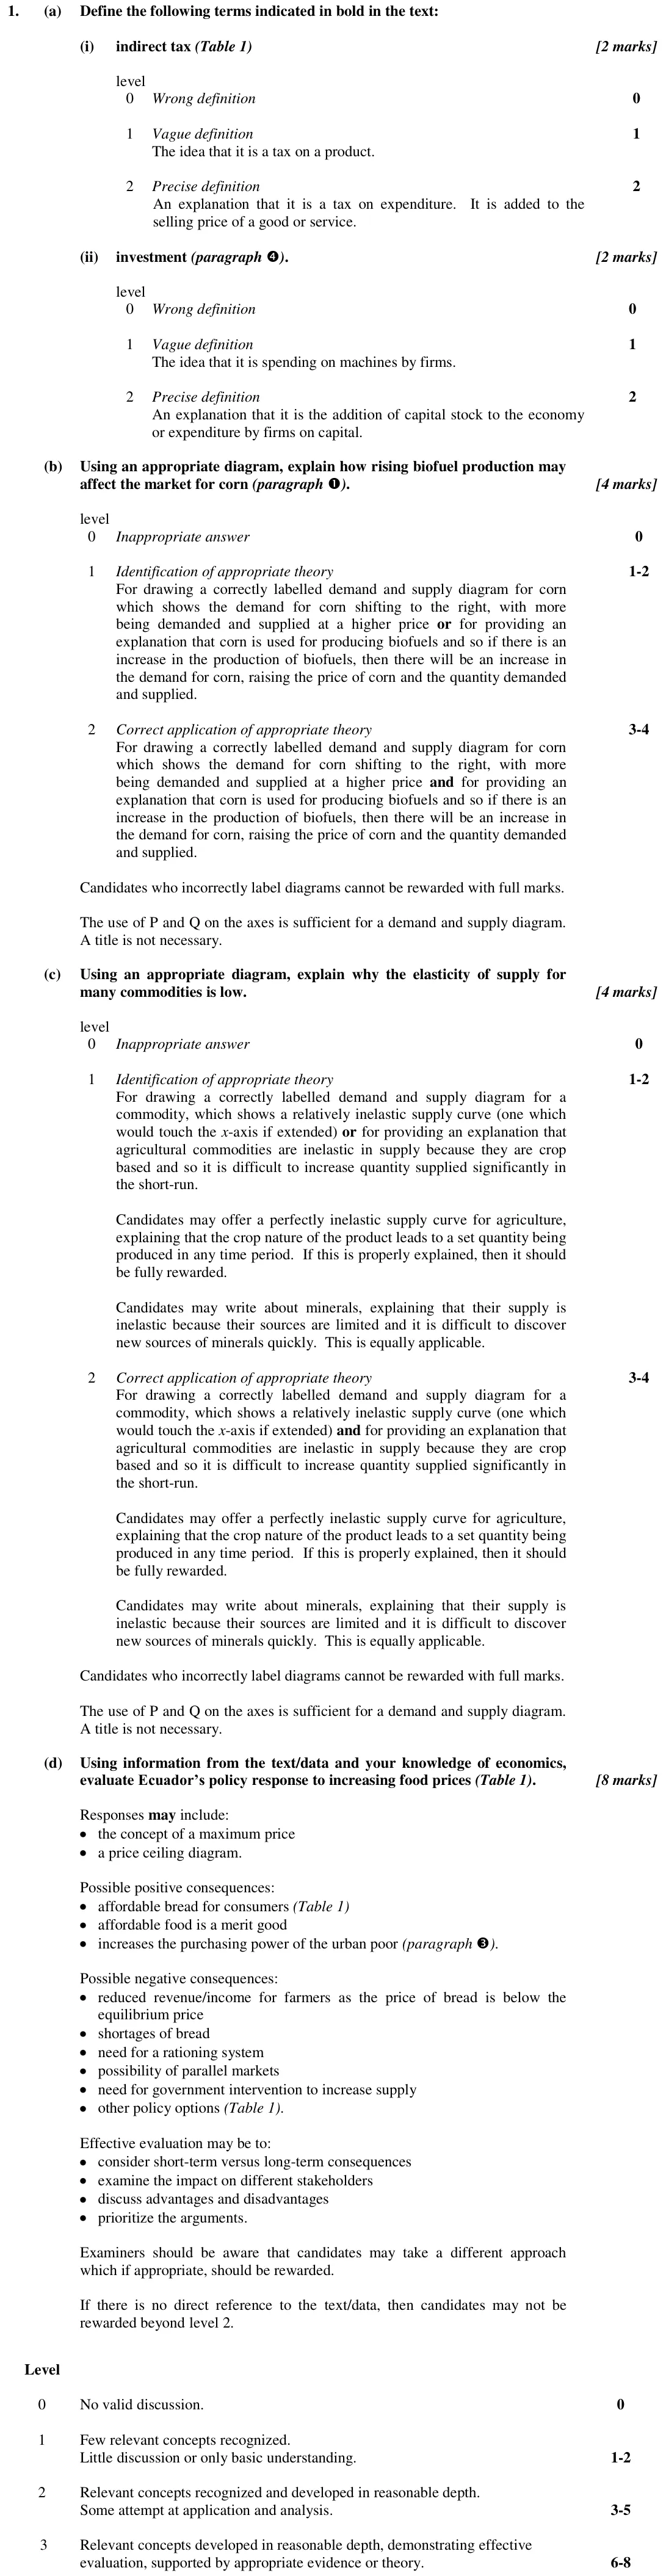 1. (a) Define the following terms indicated in bold in the text:
(i) indirect tax (Table 1) [2 marks]
level
0 Wrong definition 0
1 Vague definition 1
The idea that it is a tax on a product.
2 Precise definition 2
An explanation that it is a tax on expenditure. It is added to the
selling price of a good or service.
(ii) investment (paragraph ❹). [2 marks]
level
0 Wrong definition 0
1 Vague definition 1
The idea that it is spending on machines by firms.
2 Precise definition 2
An explanation that it is the addition of capital stock to the economy
or expenditure by firms on capital.
(b) Using an appropriate diagram, explain how rising biofuel production may
affect the market for corn (paragraph ❶). [4 marks]
level
0 Inappropriate answer 0
1 Identification of appropriate theory 1-2
For drawing a correctly labelled demand and supply diagram for corn
which shows the demand for corn shifting to the right, with more
being demanded and supplied at a higher price or for providing an
explanation that corn is used for producing biofuels and so if there is an
increase in the production of biofuels, then there will be an increase in
the demand for corn, raising the price of corn and the quantity demanded
and supplied.
2 Correct application of appropriate theory 3-4
For drawing a correctly labelled demand and supply diagram for corn
which shows the demand for corn shifting to the right, with more
being demanded and supplied at a higher price and for providing an
explanation that corn is used for producing biofuels and so if there is an
increase in the production of biofuels, then there will be an increase in
the demand for corn, raising the price of corn and the quantity demanded
and supplied.
Candidates who incorrectly label diagrams cannot be rewarded with full marks.
The use of P and Q on the axes is sufficient for a demand and supply diagram.
A title is not necessary.
(c) Using an appropriate diagram, explain why the elasticity of supply for
many commodities is low. [4 marks]
level
0 Inappropriate answer 0
1 Identification of appropriate theory 1-2
For drawing a correctly labelled demand and supply diagram for a
commodity, which shows a relatively inelastic supply curve (one which
would touch the x-axis if extended) or for providing an explanation that
agricultural commodities are inelastic in supply because they are crop
based and so it is difficult to increase quantity supplied significantly in
the short-run.
Candidates may offer a perfectly inelastic supply curve for agriculture,
explaining that the crop nature of the product leads to a set quantity being
produced in any time period. If this is properly explained, then it should
be fully rewarded.
Candidates may write about minerals, explaining that their supply is
inelastic because their sources are limited and it is difficult to discover
new sources of minerals quickly. This is equally applicable.
2 Correct application of appropriate theory 3-4
For drawing a correctly labelled demand and supply diagram for a
commodity, which shows a relatively inelastic supply curve (one which
would touch the x-axis if extended) and for providing an explanation that
agricultural commodities are inelastic in supply because they are crop
based and so it is difficult to increase quantity supplied significantly in
the short-run.
Candidates may offer a perfectly inelastic supply curve for agriculture,
explaining that the crop nature of the product leads to a set quantity being
produced in any time period. If this is properly explained, then it should
be fully rewarded.
Candidates may write about minerals, explaining that their supply is
inelastic because their sources are limited and it is difficult to discover
new sources of minerals quickly. This is equally applicable.
Candidates who incorrectly label diagrams cannot be rewarded with full marks.
The use of P and Q on the axes is sufficient for a demand and supply diagram.
A title is not necessary.
(d) Using information from the text/data and your knowledge of economics,
evaluate Ecuador's policy response to increasing food prices (Table 1). [8 marks]
Responses may include:
• the concept of a maximum price
• a price ceiling diagram.
Possible positive consequences:
• affordable bread for consumers (Table 1)
• affordable food is a merit good
• increases the purchasing power of the urban poor (paragraph ❸).
Possible negative consequences:
• reduced revenue/income for farmers as the price of bread is below the
equilibrium price
• shortages of bread
• need for a rationing system
• possibility of parallel markets
• need for government intervention to increase supply
• other policy options (Table 1).
Effective evaluation may be to:
• consider short-term versus long-term consequences
• examine the impact on different stakeholders
• discuss advantages and disadvantages
• prioritize the arguments.
Examiners should be aware that candidates may take a different approach
which if appropriate, should be rewarded.
If there is no direct reference to the text/data, then candidates may not be
rewarded beyond level 2.
Level
0 No valid discussion. 0
1 Few relevant concepts recognized.
Little discussion or only basic understanding. 1-2
2 Relevant concepts recognized and developed in reasonable depth.
Some attempt at application and analysis. 3-5
3 Relevant concepts developed in reasonable depth, demonstrating effective
evaluation, supported by appropriate evidence or theory. 6-8